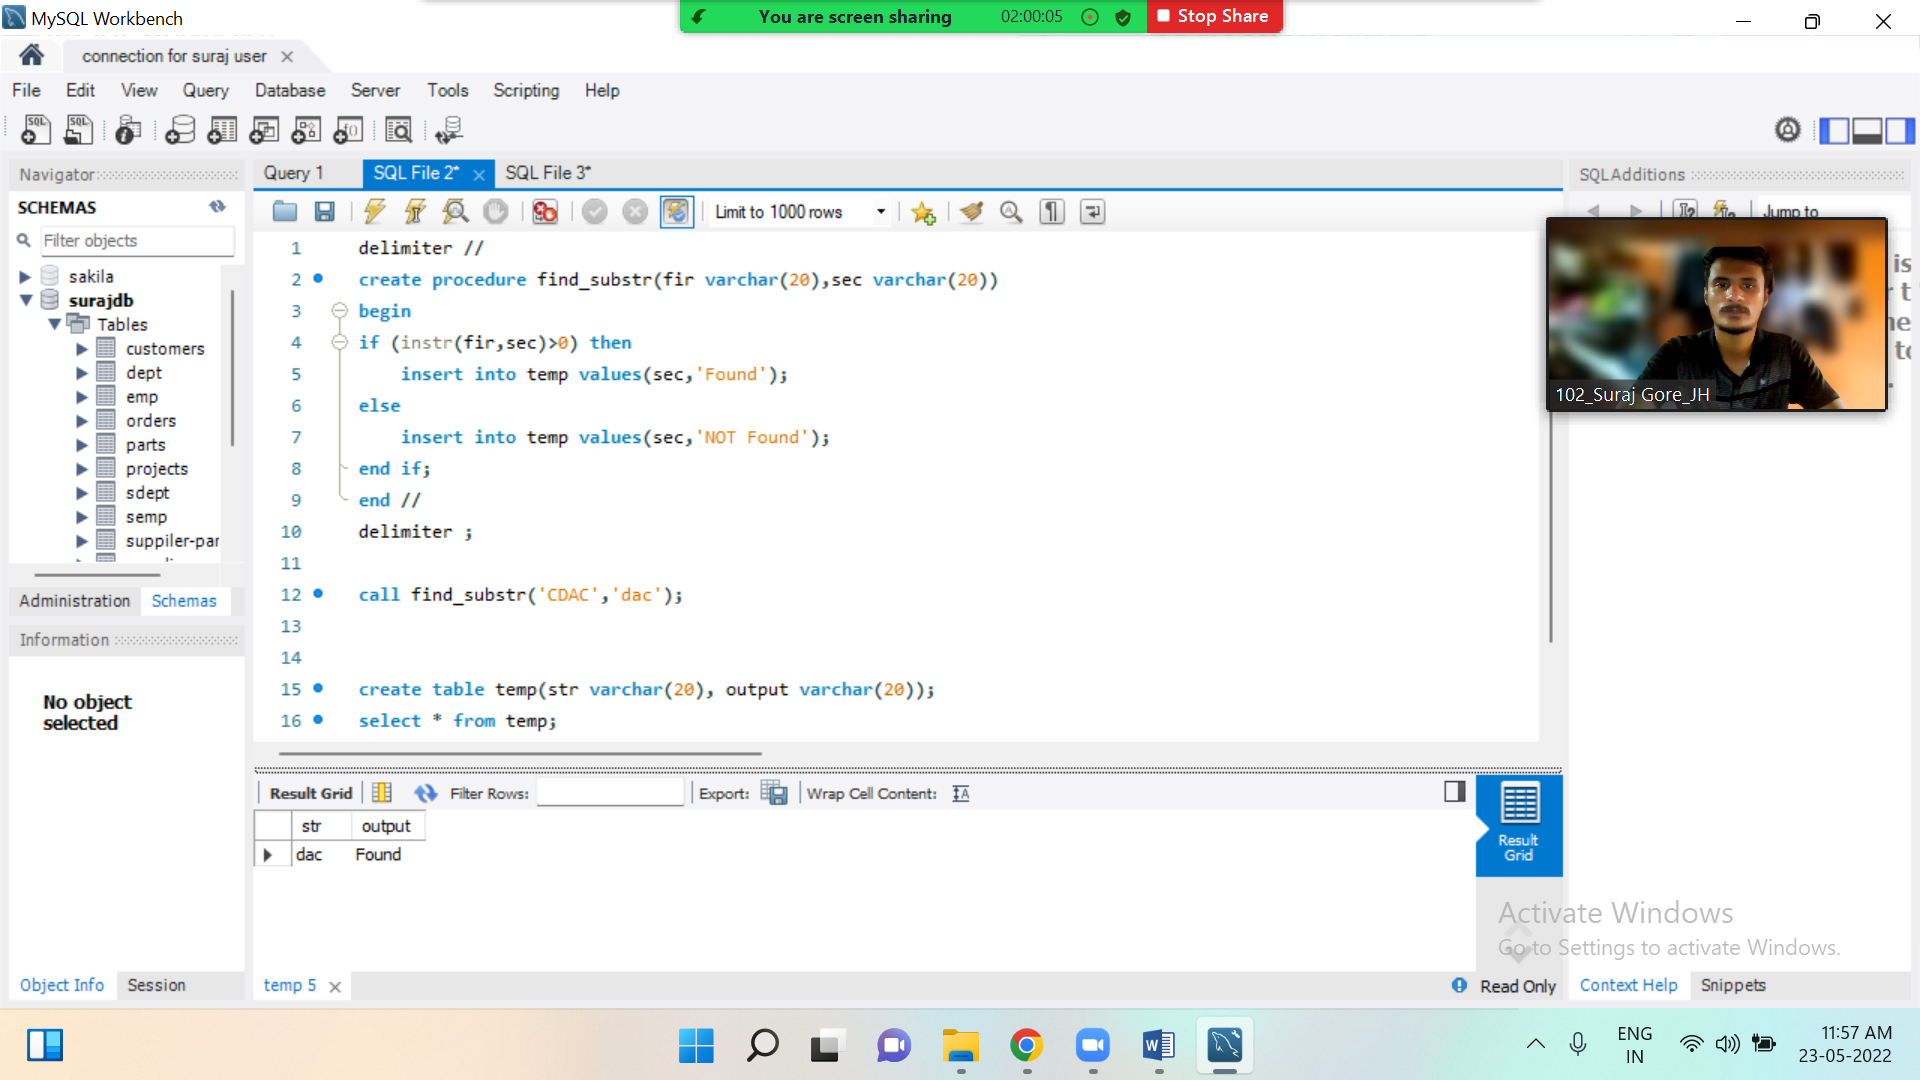 MySQL Workbench
You are screen sharing 02:00:05 Stop Share
connection for suraj user
File Edit View Query Database Server Tools Scripting Help
Navigator
SCHEMAS
Filter objects
sakila
surajdb
Tables
customers
dept
emp
orders
parts
projects
sdept
semp
suppiler-par
Administration Schemas
Information
No object
selected
Object Info Session
Query 1 SQL File 2* SQL File 3*
Limit to 1000 rows
1 delimiter //
2 create procedure find_substr(fir varchar(20),sec varchar(20))
3 begin
4 if (instr(fir,sec)>0) then
5 insert into temp values(sec,'Found');
6 else
7 insert into temp values(sec,'NOT Found');
8 end if;
9 end //
10 delimiter ;
11
12 call find_substr('CDAC','dac');
13
14
15 create table temp(str varchar(20), output varchar(20));
16 select * from temp;
Result Grid Filter Rows: Export: Wrap Cell Content:
str output
dac Found
Result
Grid
temp 5
Read Only
SQLAdditions
Jump to
is
r t
to
102_Suraj Gore_JH
Activate Windows
Go to Settings to activate Windows.
Context Help Snippets
ENG
IN
11:57 AM
23-05-2022